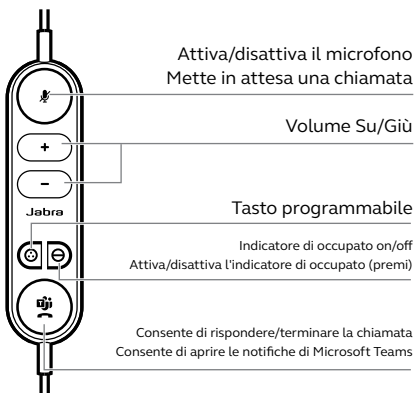 Attiva/disattiva il microfono
Mette in attesa una chiamata
+
Volume Su/Giù
-
Jabra
Tasto programmabile
Indicatore di occupato on/off
Attiva/disattiva l'indicatore di occupato (premi)
Consente di rispondere/terminare la chiamata
Consente di aprire le notifiche di Microsoft Teams